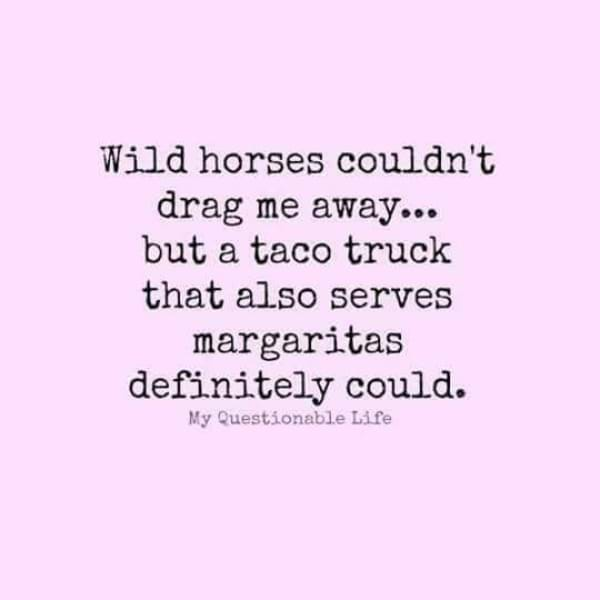 Wild horses couldn't
drag me away...
but a taco truck
that also serves
margaritas
definitely could.
My Questionable Life